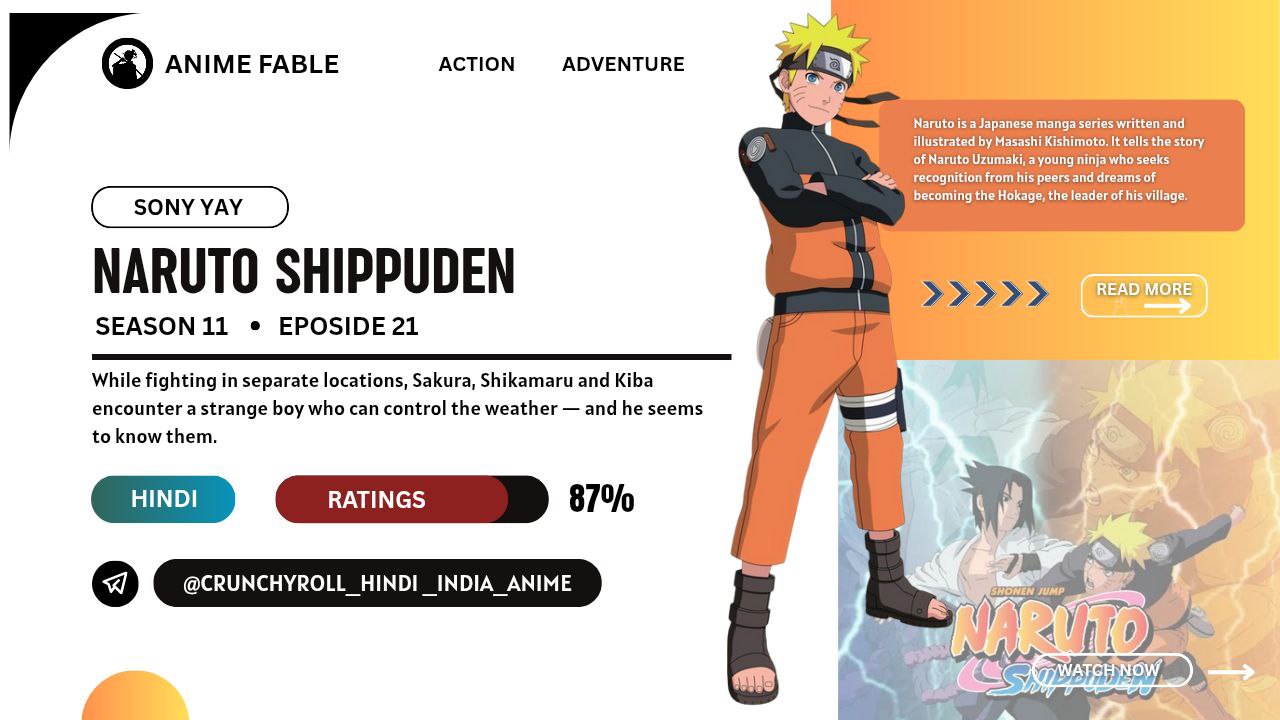 ANIME FABLE
ACTION
ADVENTURE
SONY YAY
NARUTO SHIPPUDEN
SEASON 11 • EPOSIDE 21
While fighting in separate locations, Sakura, Shikamaru and Kiba
encounter a strange boy who can control the weather — and he seems
to know them.
HINDI
RATINGS
87%
@CRUNCHYROLL_HINDI _INDIA_ANIME
Naruto is a Japanese manga series written and
illustrated by Masashi Kishimoto. It tells the story
of Naruto Uzumaki, a young ninja who seeks
recognition from his peers and dreams of
becoming the Hokage, the leader of his village.
READ MORE
SHONEN JUMP
NARUTO
SHIPPUDEN
WATCH NOW